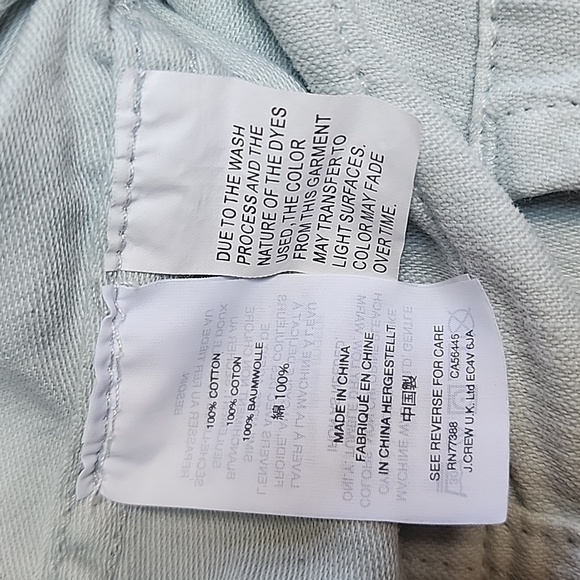 DUE TO THE WASH
PROCESS AND THE
NATURE OF THE DYES
USED, THE COLOR
FROM THIS GARMENT
MAY TRANSFER TO
LIGHT SURFACES.
COLOR MAY FADE
OVER TIME.
100% COTTON
100% COTON
100% BAUMWOLLE
綿 100%
MADE IN CHINA
FABRIQUÉ EN CHINE
IN CHINA HERGESTELLT
中国製
SEE REVERSE FOR CARE
RN77388 CA56445
J.CREW U.K. Ltd EC4V 6JA